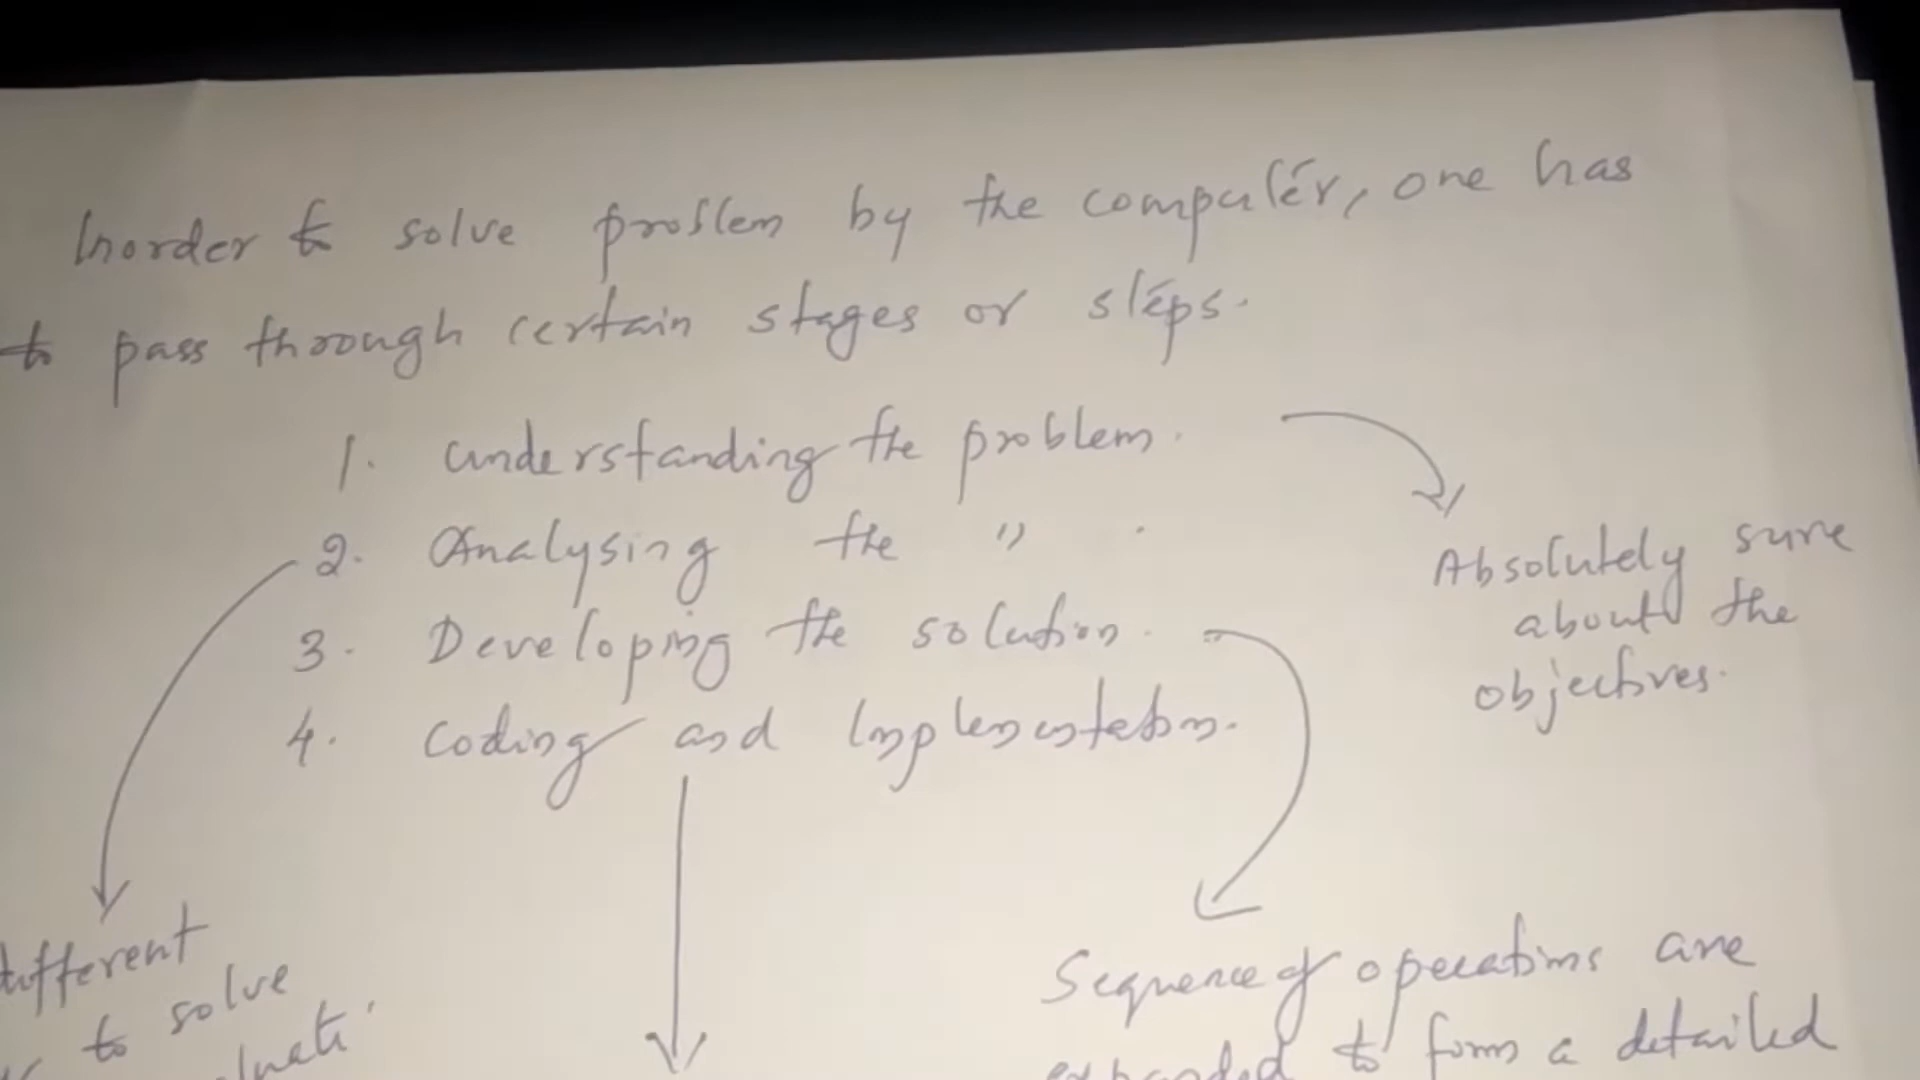 Inorder to solve problem by the computer, one has
to pass through certain stages or steps.
1. Understanding the problem.
2. Analysing the " .
3. Developing the solution.
4. Coding and Implementation.
Absolutely sure
about the
objectives.
different
to solve
Sequence of operations are
expanded to form a detailed